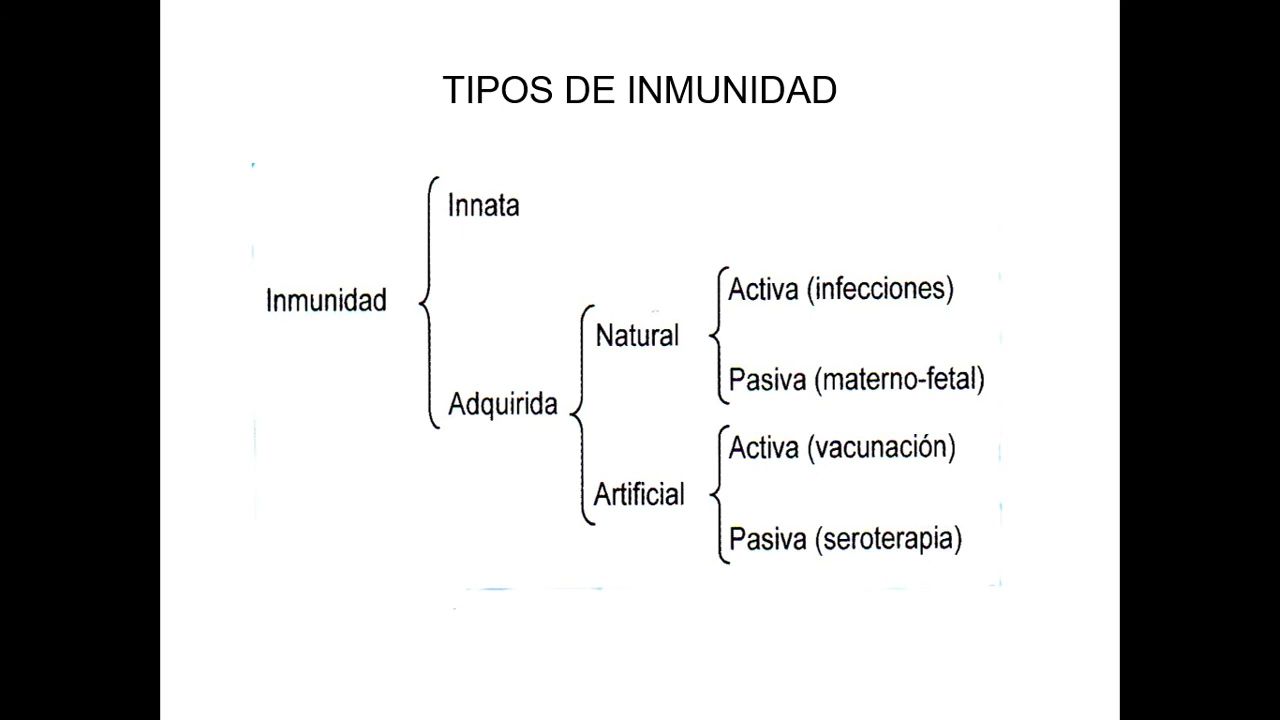 TIPOS DE INMUNIDAD
Innata
Inmunidad
Adquirida
Natural
Activa (infecciones)
Pasiva (materno-fetal)
Artificial
Activa (vacunación)
Pasiva (seroterapia)